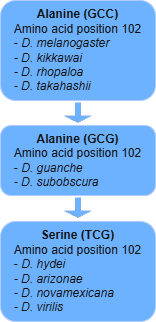 Alanine (GCC)
Amino acid position 102
- D. melanogaster
- D. kikkawai
- D. rhopaloa
- D. takahashii
Alanine (GCG)
Amino acid position 102
- D. guanche
- D. subobscura
Serine (TCG)
Amino acid position 102
- D. hydei
- D. arizonae
- D. novamexicana
- D. virilis